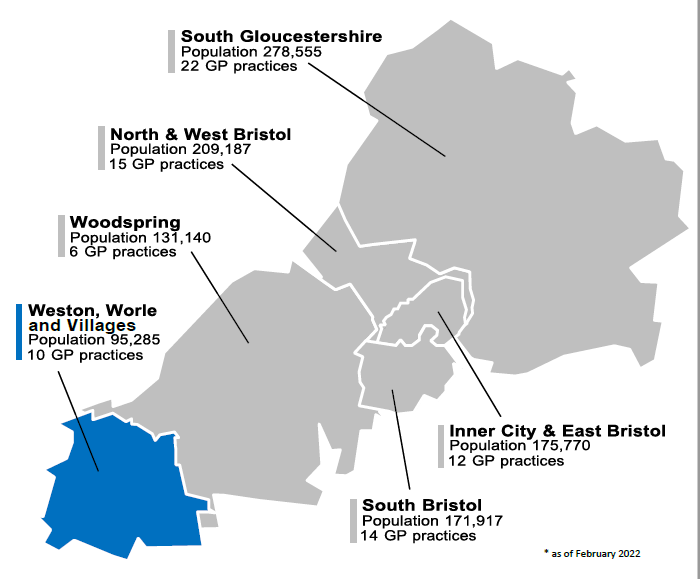 South Gloucestershire
Population 278,555
22 GP practices
North & West Bristol
Population 209,187
15 GP practices
Woodspring
Population 131,140
6 GP practices
Weston, Worle
and Villages
Population 95,285
10 GP practices
Inner City & East Bristol
Population 175,770
12 GP practices
South Bristol
Population 171,917
14 GP practices
* as of February 2022